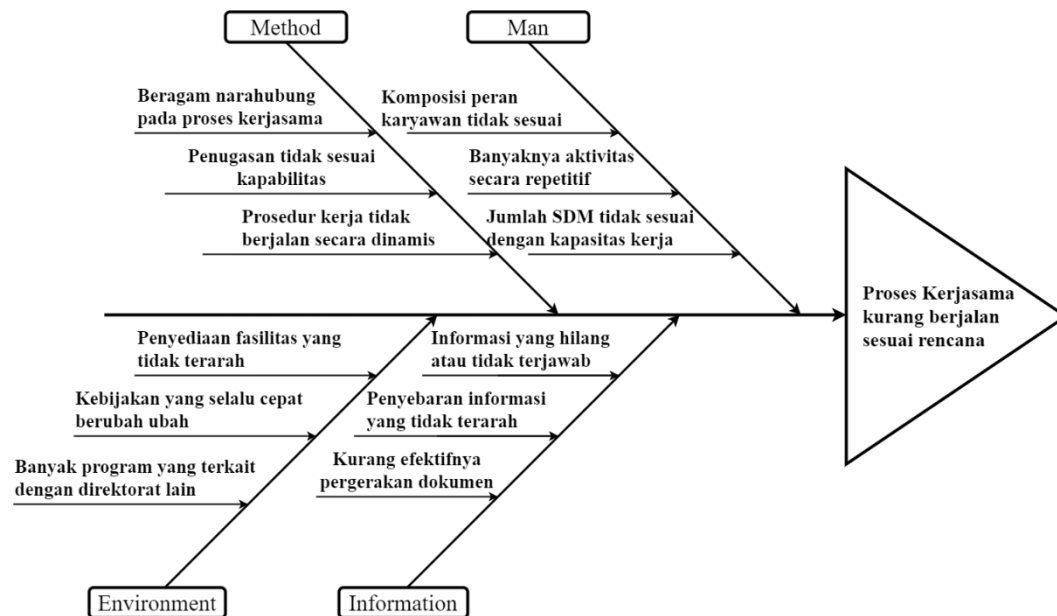 Method
Man
Beragam narahubung
pada proses kerjasama
Penugasan tidak sesuai
kapabilitas
Prosedur kerja tidak
berjalan secara dinamis
Komposisi peran
karyawan tidak sesuai
Banyaknya aktivitas
secara repetitif
Jumlah SDM tidak sesuai
dengan kapasitas kerja
Proses Kerjasama
kurang berjalan
sesuai rencana
Penyediaan fasilitas yang
tidak terarah
Kebijakan yang selalu cepat
berubah ubah
Banyak program yang terkait
dengan direktorat lain
Informasi yang hilang
atau tidak terjawab
Penyebaran informasi
yang tidak terarah
Kurang efektifnya
pergerakan dokumen
Environment
Information